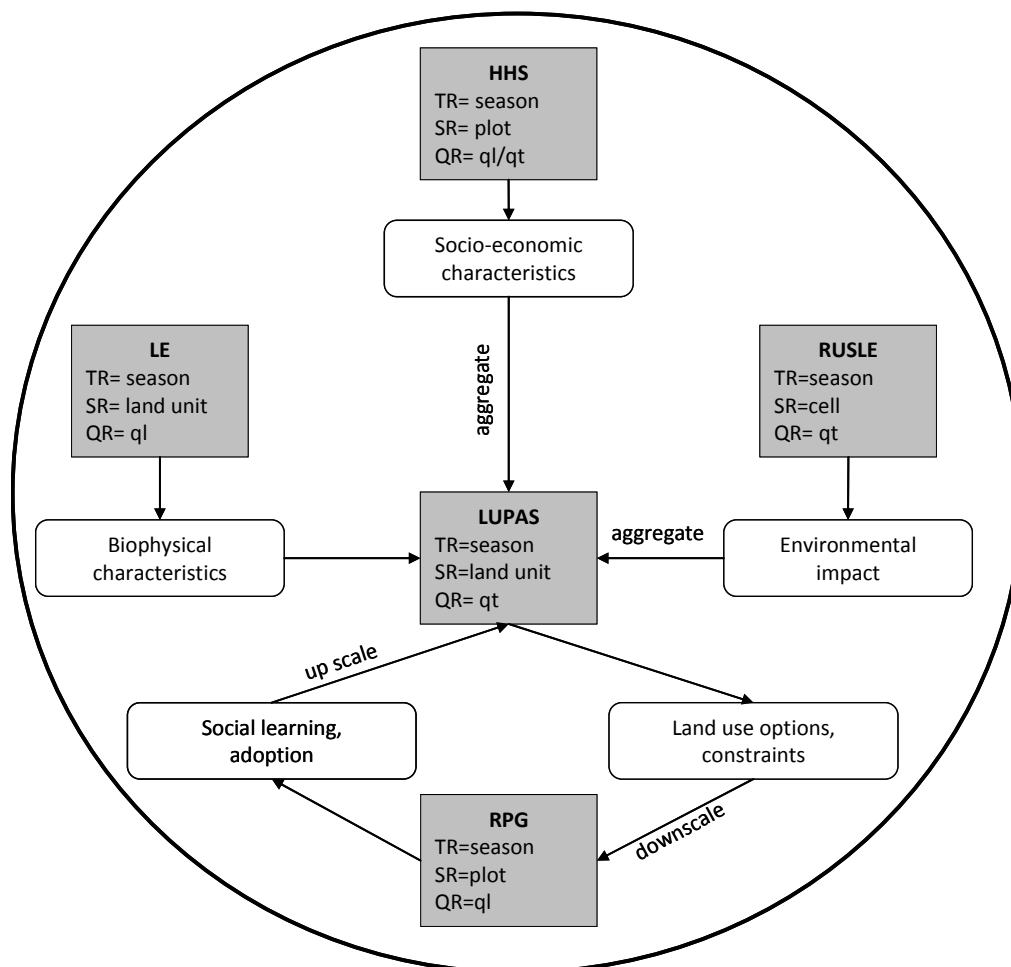 HHS
TR= season
SR= plot
QR= ql/qt
Socio-economic
characteristics
aggregate
LE
TR= season
SR= land unit
QR= ql
RUSLE
TR=season
SR=cell
QR= qt
LUPAS
TR=season
SR=land unit
QR= qt
Biophysical
characteristics
aggregate
Environmental
impact
up scale
Social learning,
adoption
Land use options,
constraints
downscale
RPG
TR=season
SR=plot
QR=ql